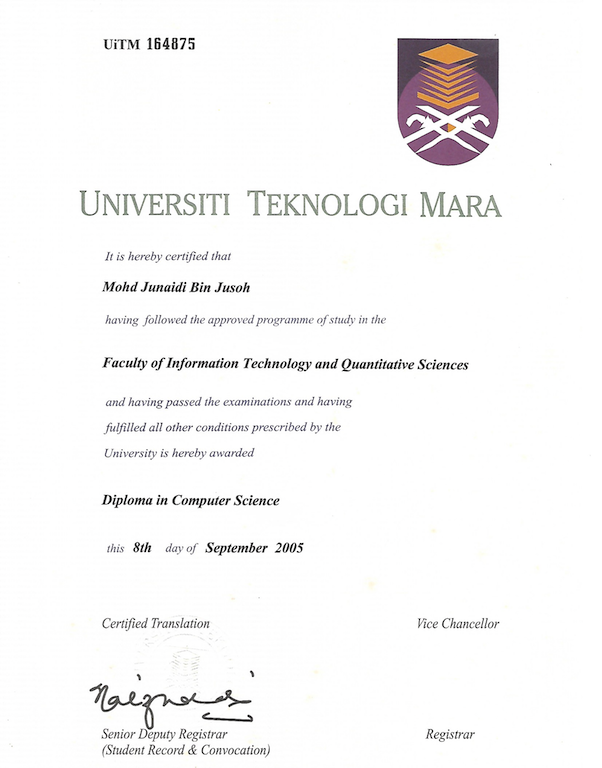 UiTM 164875
UNIVERSITI TEKNOLOGI MARA
It is hereby certified that
Mohd Junaidi Bin Jusoh
having followed the approved programme of study in the
Faculty of Information Technology and Quantitative Sciences
and having passed the examinations and having
fulfilled all other conditions prescribed by the
University is hereby awarded
Diploma in Computer Science
this 8th day of September 2005
Certified Translation
Vice Chancellor
Senior Deputy Registrar
(Student Record & Convocation)
Registrar